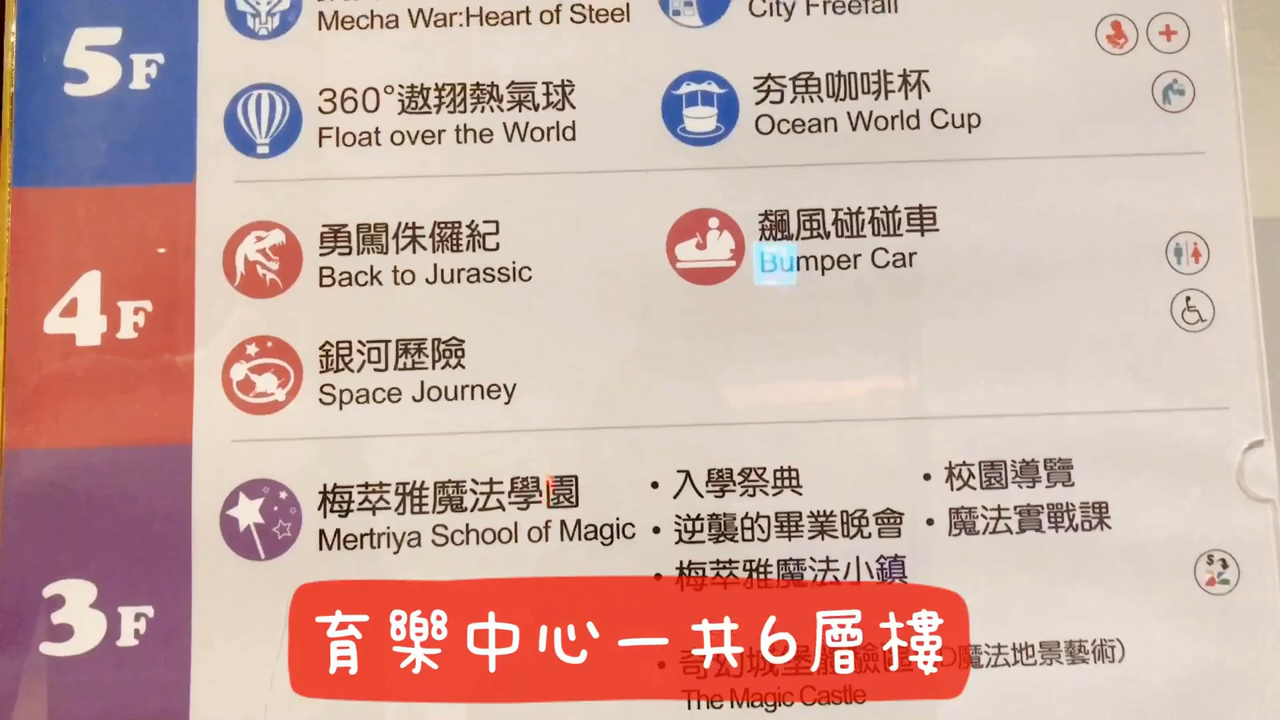 5F
Mecha War:Heart of Steel
City Freefall
360°遨翔熱氣球
Float over the World
夯魚咖啡杯
Ocean World Cup
4F
勇闖侏儸紀
Back to Jurassic
飆風碰碰車
Bumper Car
銀河歷險
Space Journey
3F
梅萃雅魔法學園
Mertriya School of Magic
• 入學祭典
• 校園導覽
• 逆襲的畢業晚會
• 魔法實戰課
• 梅萃雅魔法小鎮
• 奇幻城堡
D魔法地景藝術)
The Magic Castle
育樂中心一共6層樓